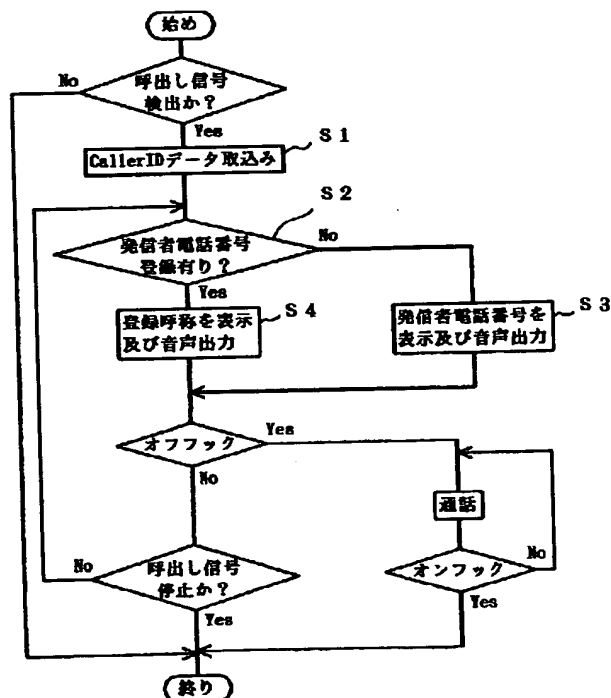 始め
呼出し信号
検出か?
No
Yes
CallerIDデータ取込み
S1
S2
発信者電話番号
登録有り?
No
Yes
登録呼称を表示
及び音声出力
S4
発信者電話番号を
表示及び音声出力
S3
オフフック
Yes
No
通話
呼出し信号
停止か?
No
Yes
オンフック
No
Yes
終り